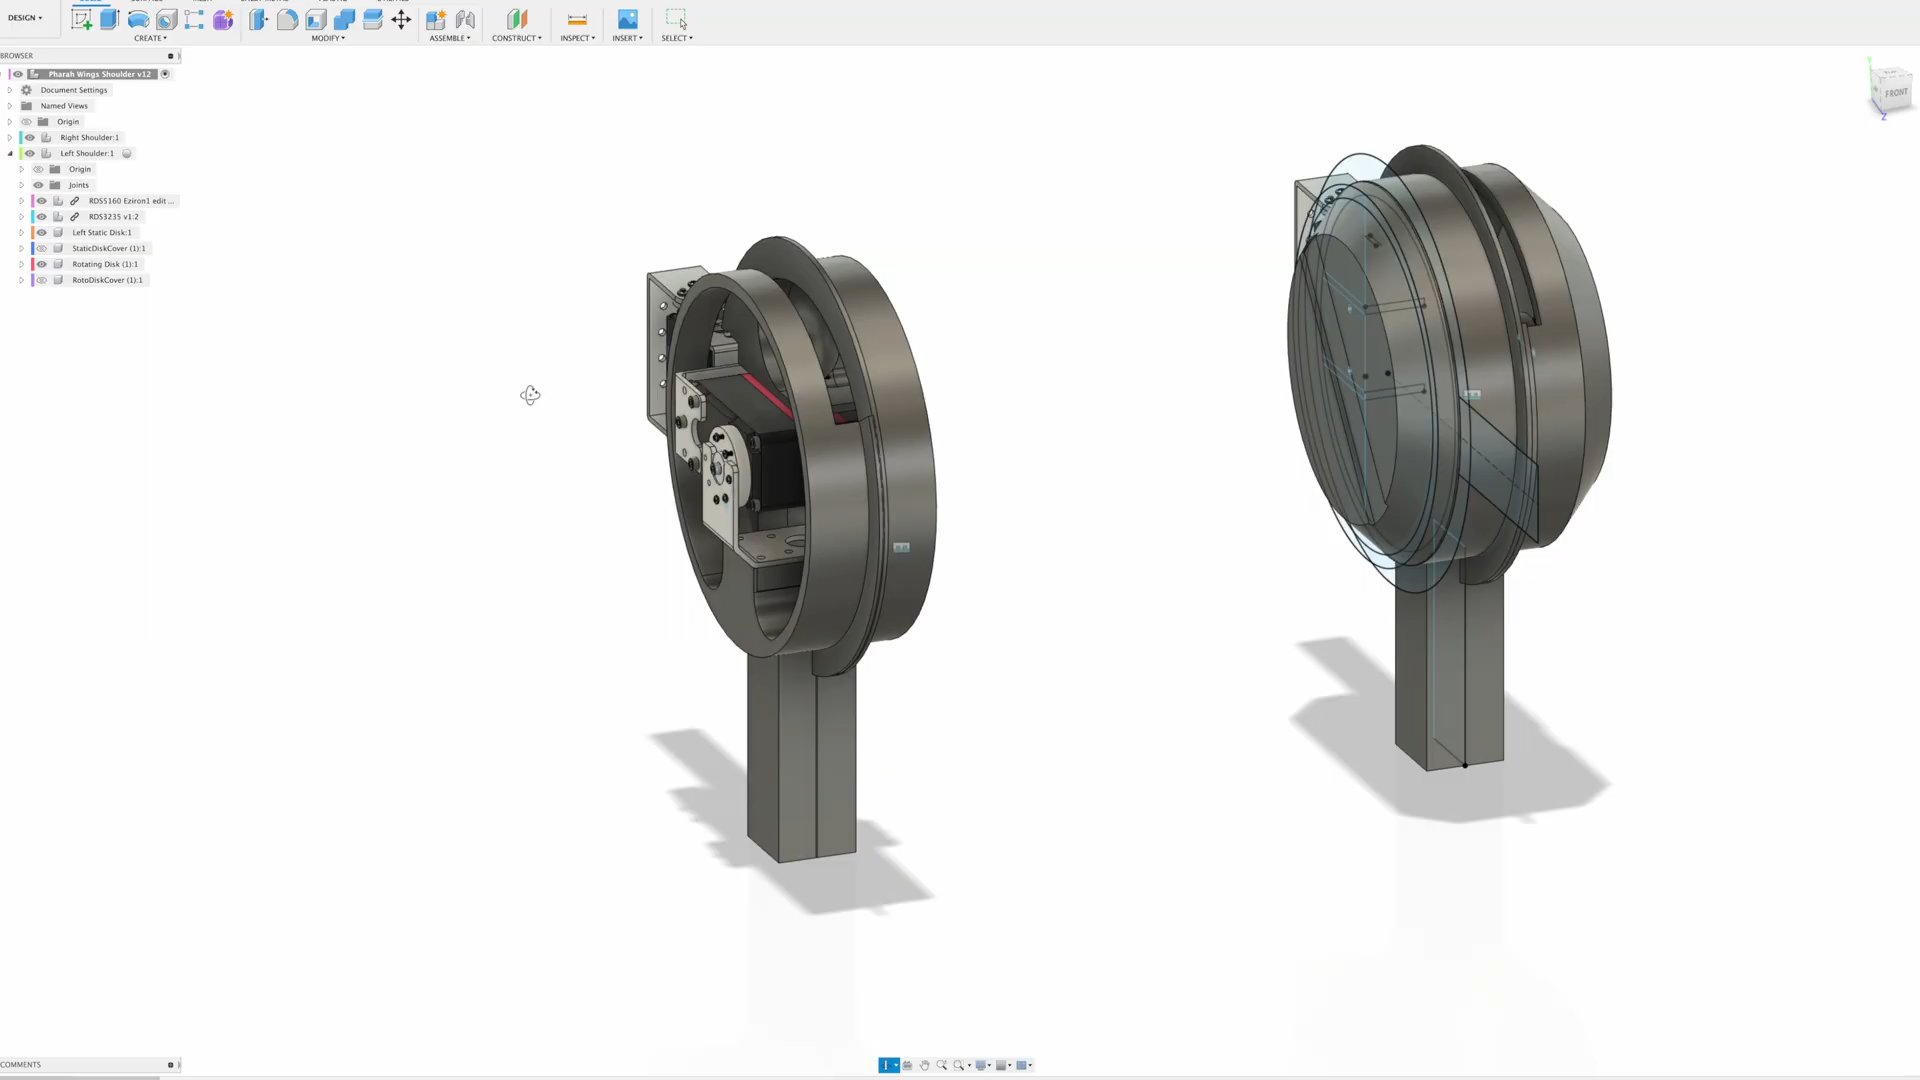 DESIGN
CREATE
MODIFY
ASSEMBLE
CONSTRUCT
INSPECT
INSERT
SELECT
BROWSER
Pharah Wings Shoulder v12
Document Settings
Named Views
Origin
Right Shoulder:1
Left Shoulder:1
Origin
Joints
RDS5160 Eziron1 edit ...
RDS3235 v1:2
Left Static Disk:1
StaticDiskCover (1):1
Rotating Disk (1):1
RotoDiskCover (1):1
FRONT
Z
COMMENTS